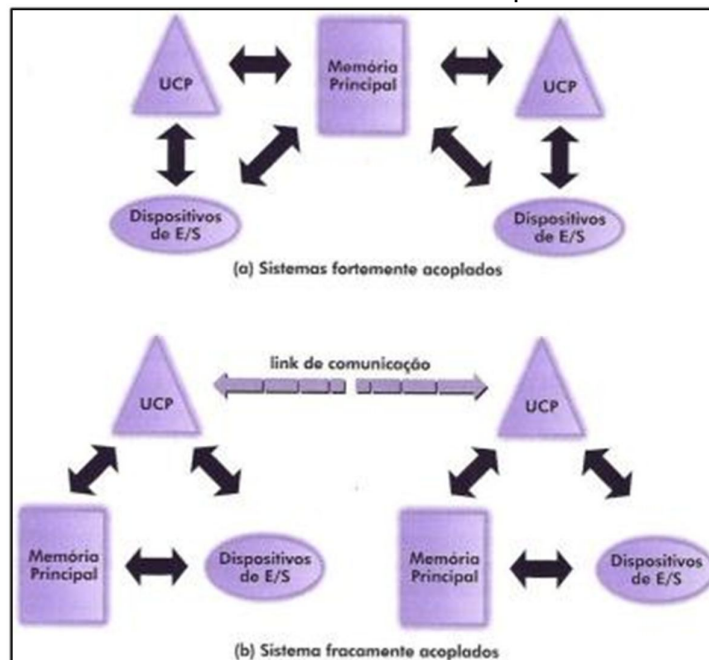 UCP
Memória
Principal
UCP
Dispositivos
de E/S
Dispositivos
de E/S
(a) Sistemas fortemente acoplados
link de comunicação
UCP
UCP
Memória
Principal
Dispositivos
de E/S
Memória
Principal
Dispositivos
de E/S
(b) Sistema fracamente acoplados